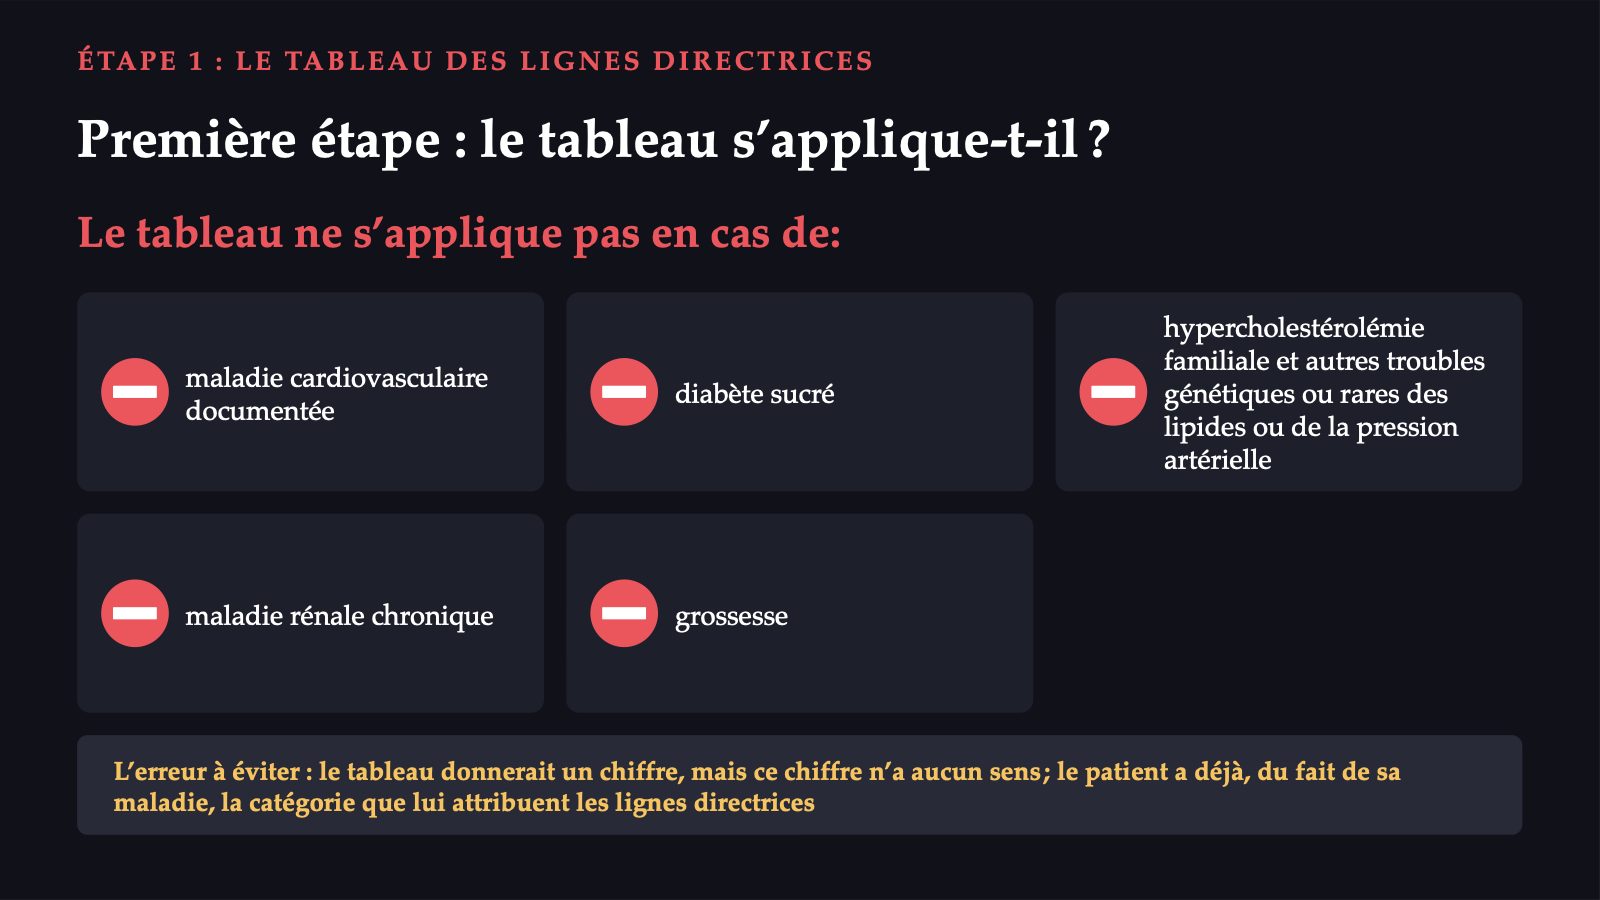 ÉTAPE 1 : LE TABLEAU DES LIGNES DIRECTRICES
Première étape : le tableau s’applique-t-il ?
Le tableau ne s’applique pas en cas de:
maladie cardiovasculaire
documentée
diabète sucré
hypercholestérolémie
familiale et autres troubles
génétiques ou rares des
lipides ou de la pression
artérielle
maladie rénale chronique
grossesse
L’erreur à éviter : le tableau donnerait un chiffre, mais ce chiffre n’a aucun sens ; le patient a déjà, du fait de sa
maladie, la catégorie que lui attribuent les lignes directrices